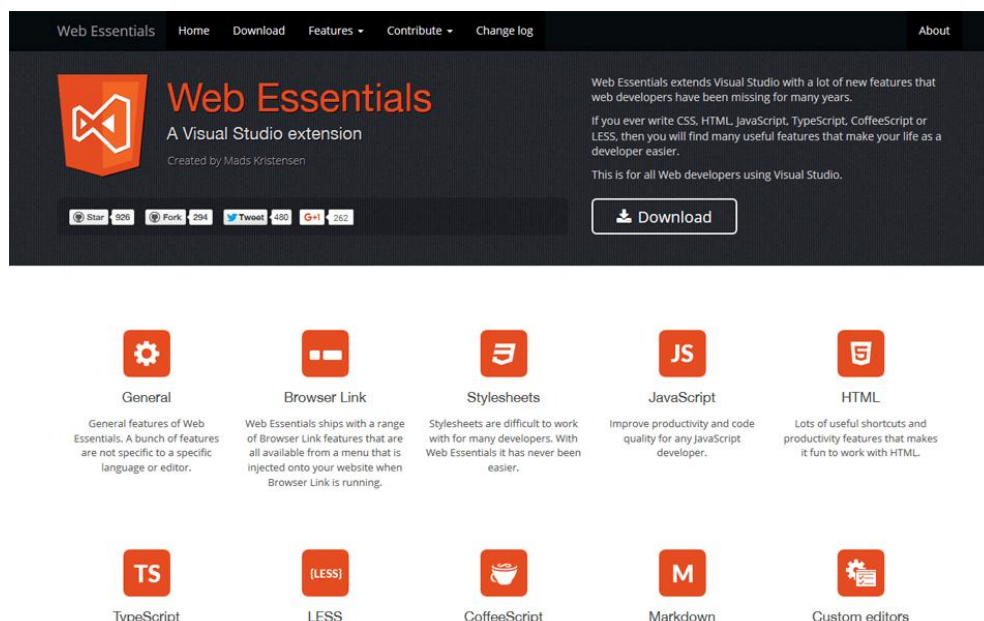 Web Essentials Home Download Features Contribute Change log About
Web Essentials
A Visual Studio extension
Created by Mads Kristensen
Star 926 Fork 294 Tweet 480 G+1 262
Web Essentials extends Visual Studio with a lot of new features that
web developers have been missing for many years.
If you ever write CSS, HTML, JavaScript, TypeScript, CoffeeScript or
LESS, then you will find many useful features that make your life as a
developer easier.
This is for all Web developers using Visual Studio.
Download
General
General features of Web
Essentials. A bunch of features
are not specific to a specific
language or editor.
Browser Link
Web Essentials ships with a range
of Browser Link features that are
all available from a menu that is
injected onto your website when
Browser Link is running.
Stylesheets
Stylesheets are difficult to work
with for many developers. With
Web Essentials it has never been
easier.
JS
JavaScript
Improve productivity and code
quality for any JavaScript
developer.
5
HTML
Lots of useful shortcuts and
productivity features that makes
it fun to work with HTML.
TS
TypeScript
{LESS}
LESS
CoffeeScript
M
Markdown
Custom editors